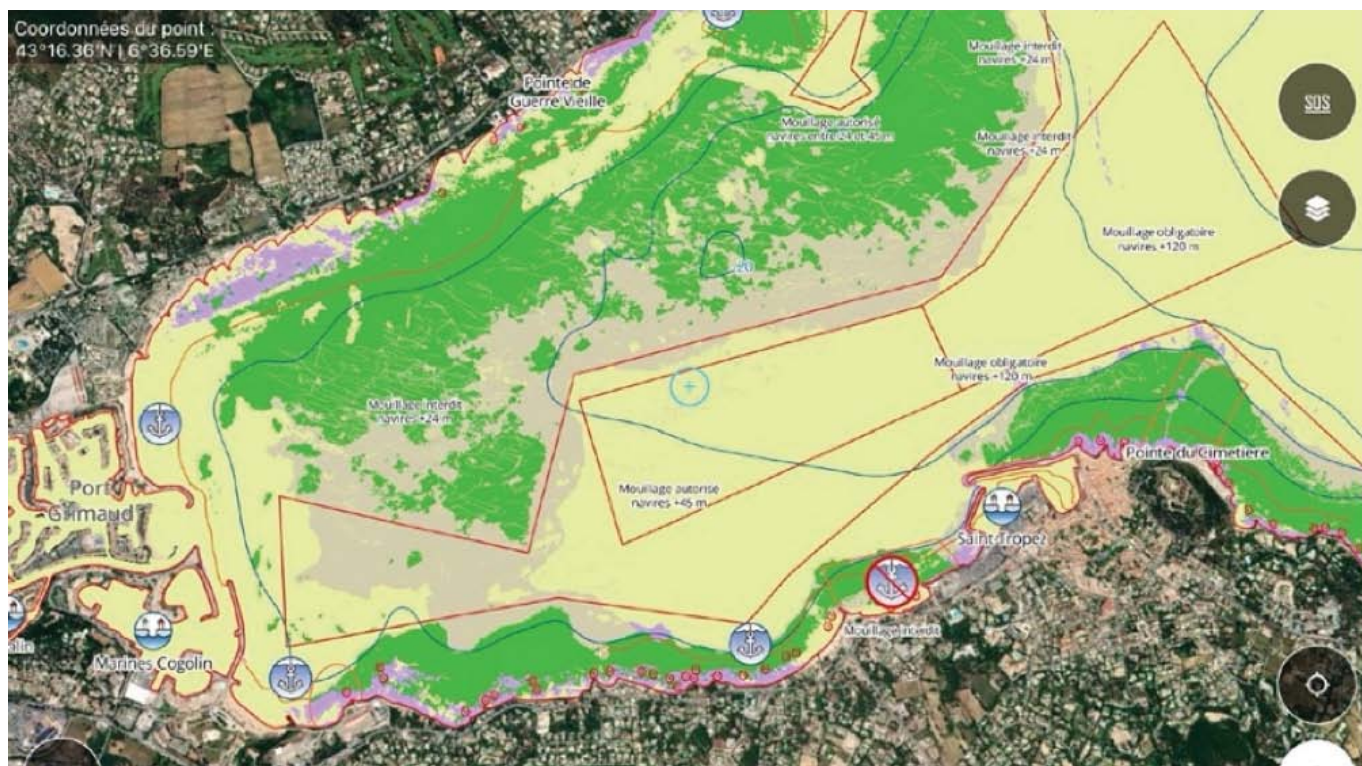 Coordonnées du point :
43°16.36'N | 6°36.59'E
Mouillage interdit
navires +24 m
SOS
Pointe de
Guerre Vieille
Mouillage autorisé
navires entre 24 et 45 m
Mouillage interdit
navires +24 m
Mouillage obligatoire
navires +120 m
20
Mouillage obligatoire
navires +120 m
Mouillage interdit
navires +24 m
Pointe du Cimetière
Port
Grimaud
Mouillage autorisé
navires +45 m
Saint-Tropez
Mouillage interdit
Marines Cogolin